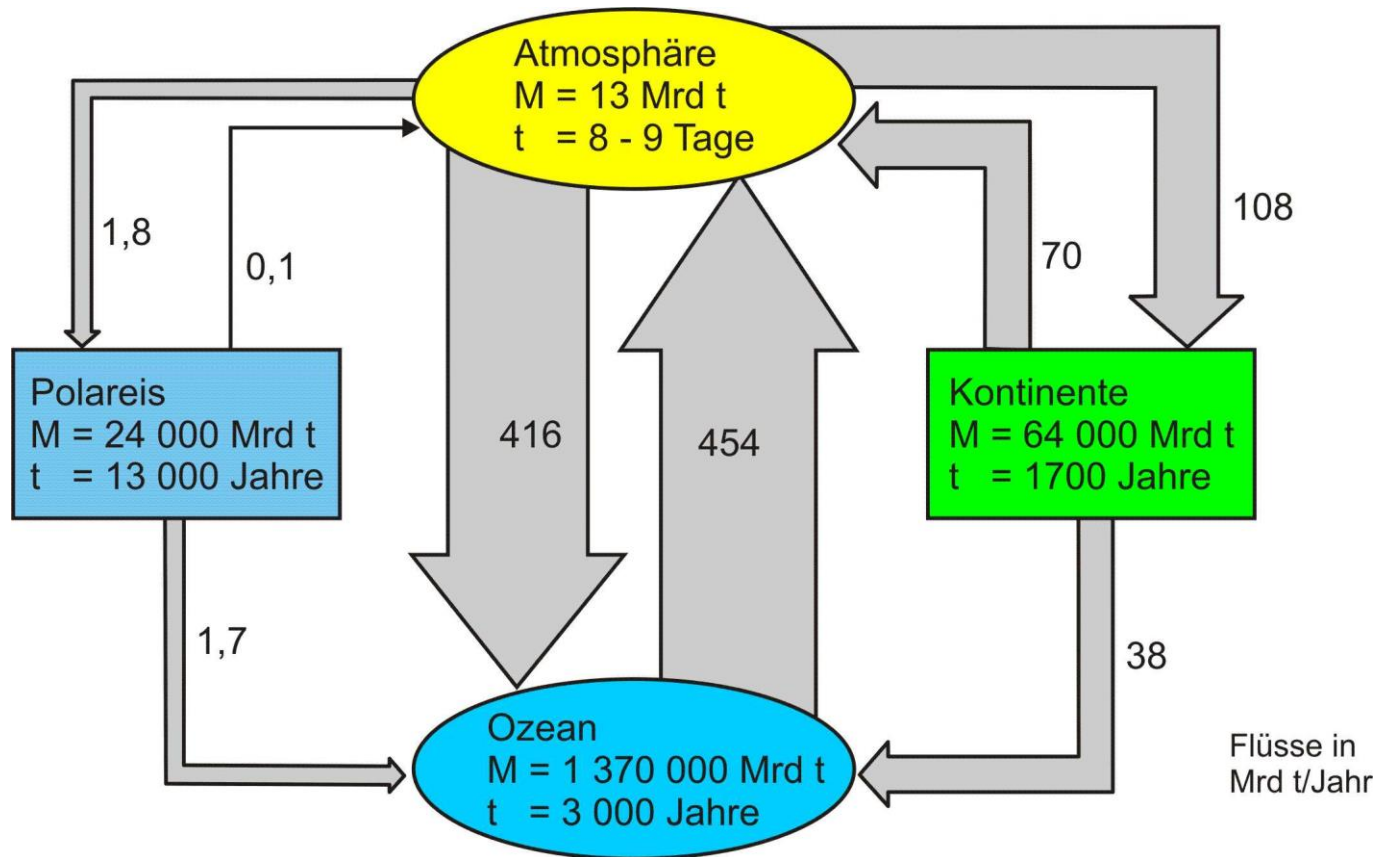 Atmosphäre
M = 13 Mrd t
t = 8 - 9 Tage
1,8
0,1
70
108
Polareis
M = 24 000 Mrd t
t = 13 000 Jahre
416
454
Kontinente
M = 64 000 Mrd t
t = 1700 Jahre
1,7
38
Ozean
M = 1 370 000 Mrd t
t = 3 000 Jahre
Flüsse in
Mrd t/Jahr